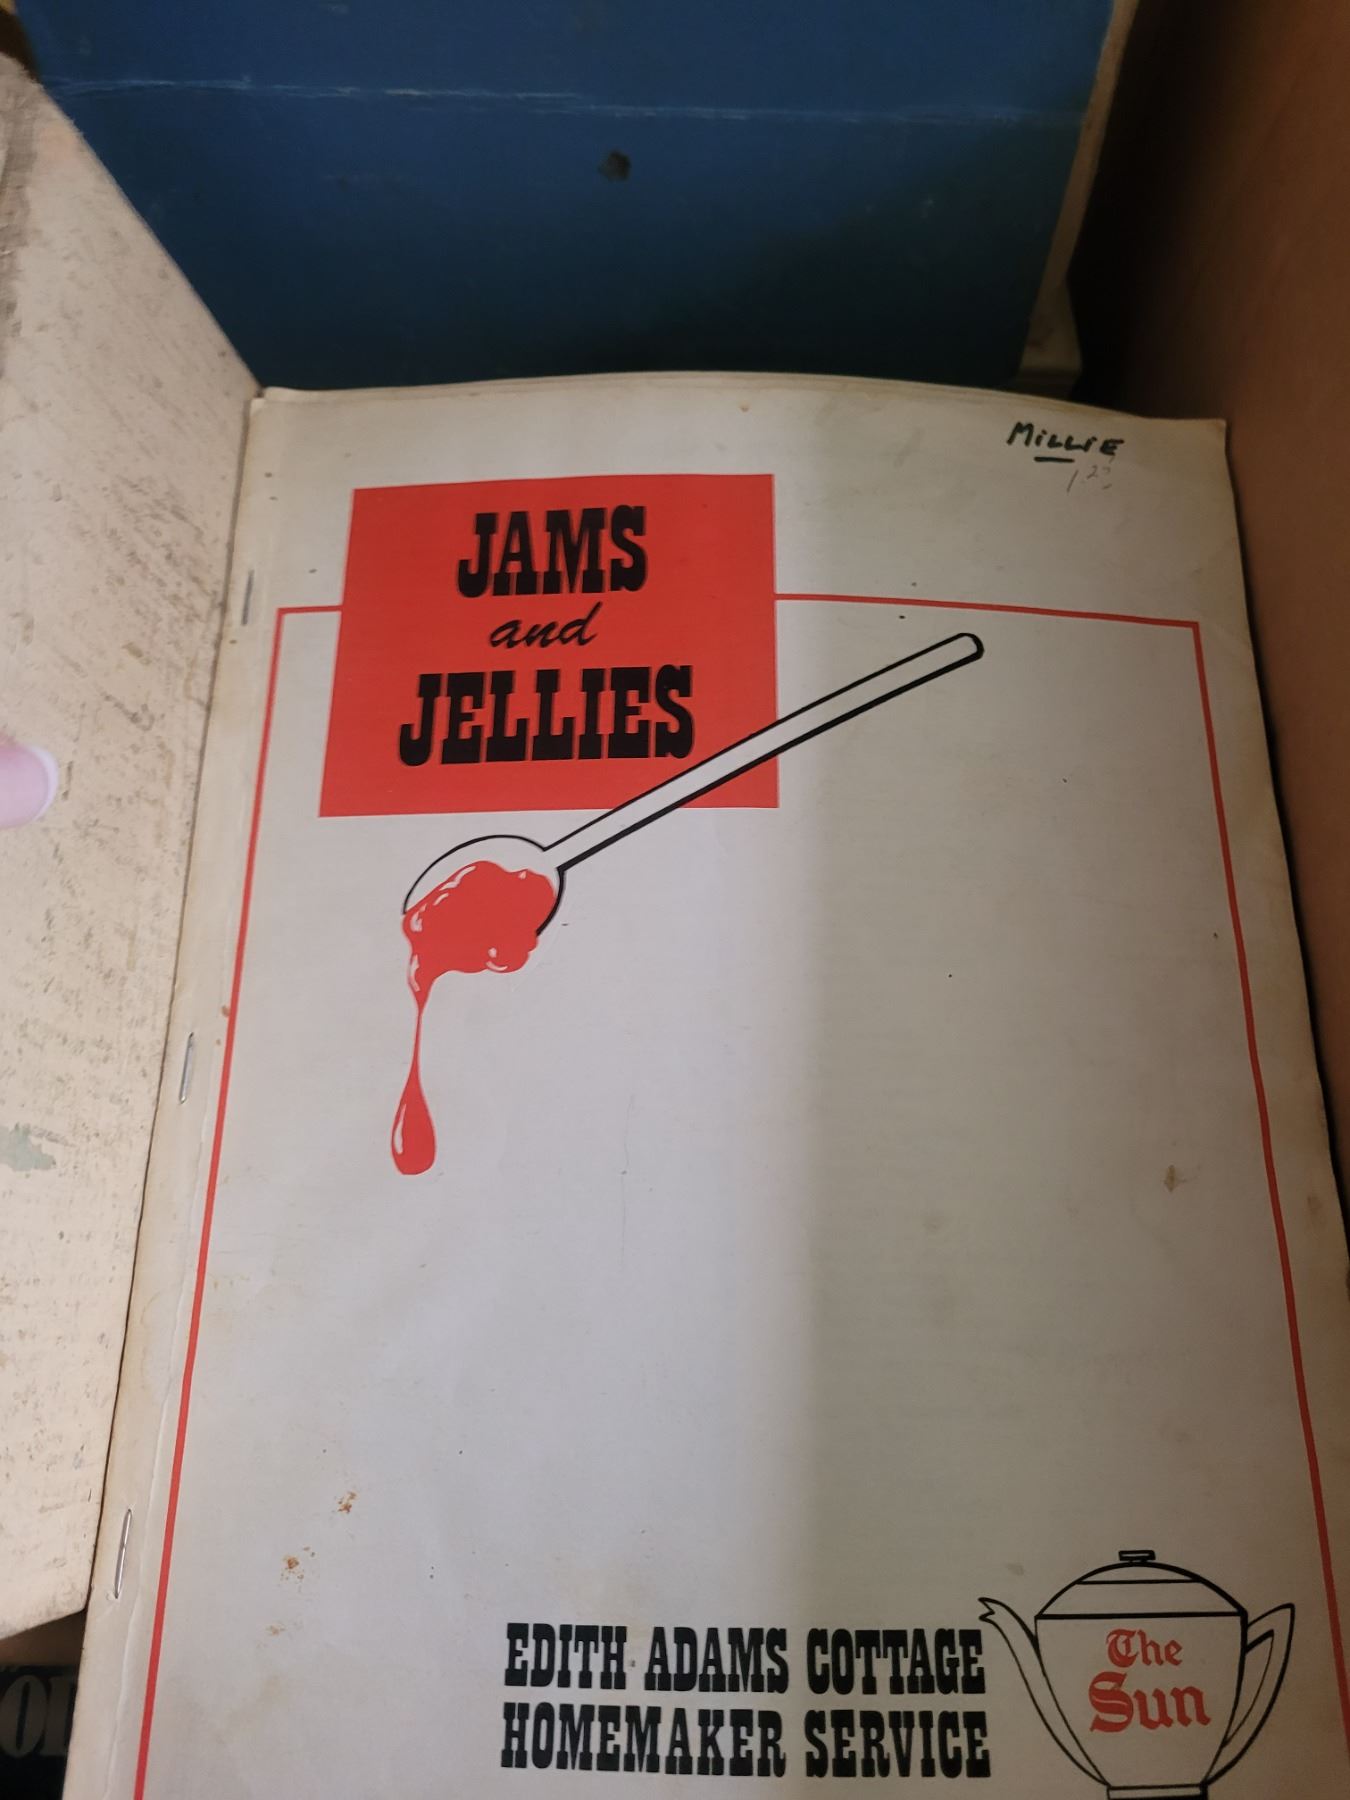 MiLLiE
JAMS
and
JELLIES
EDITH ADAMS COTTAGE
HOMEMAKER SERVICE
The
Sun